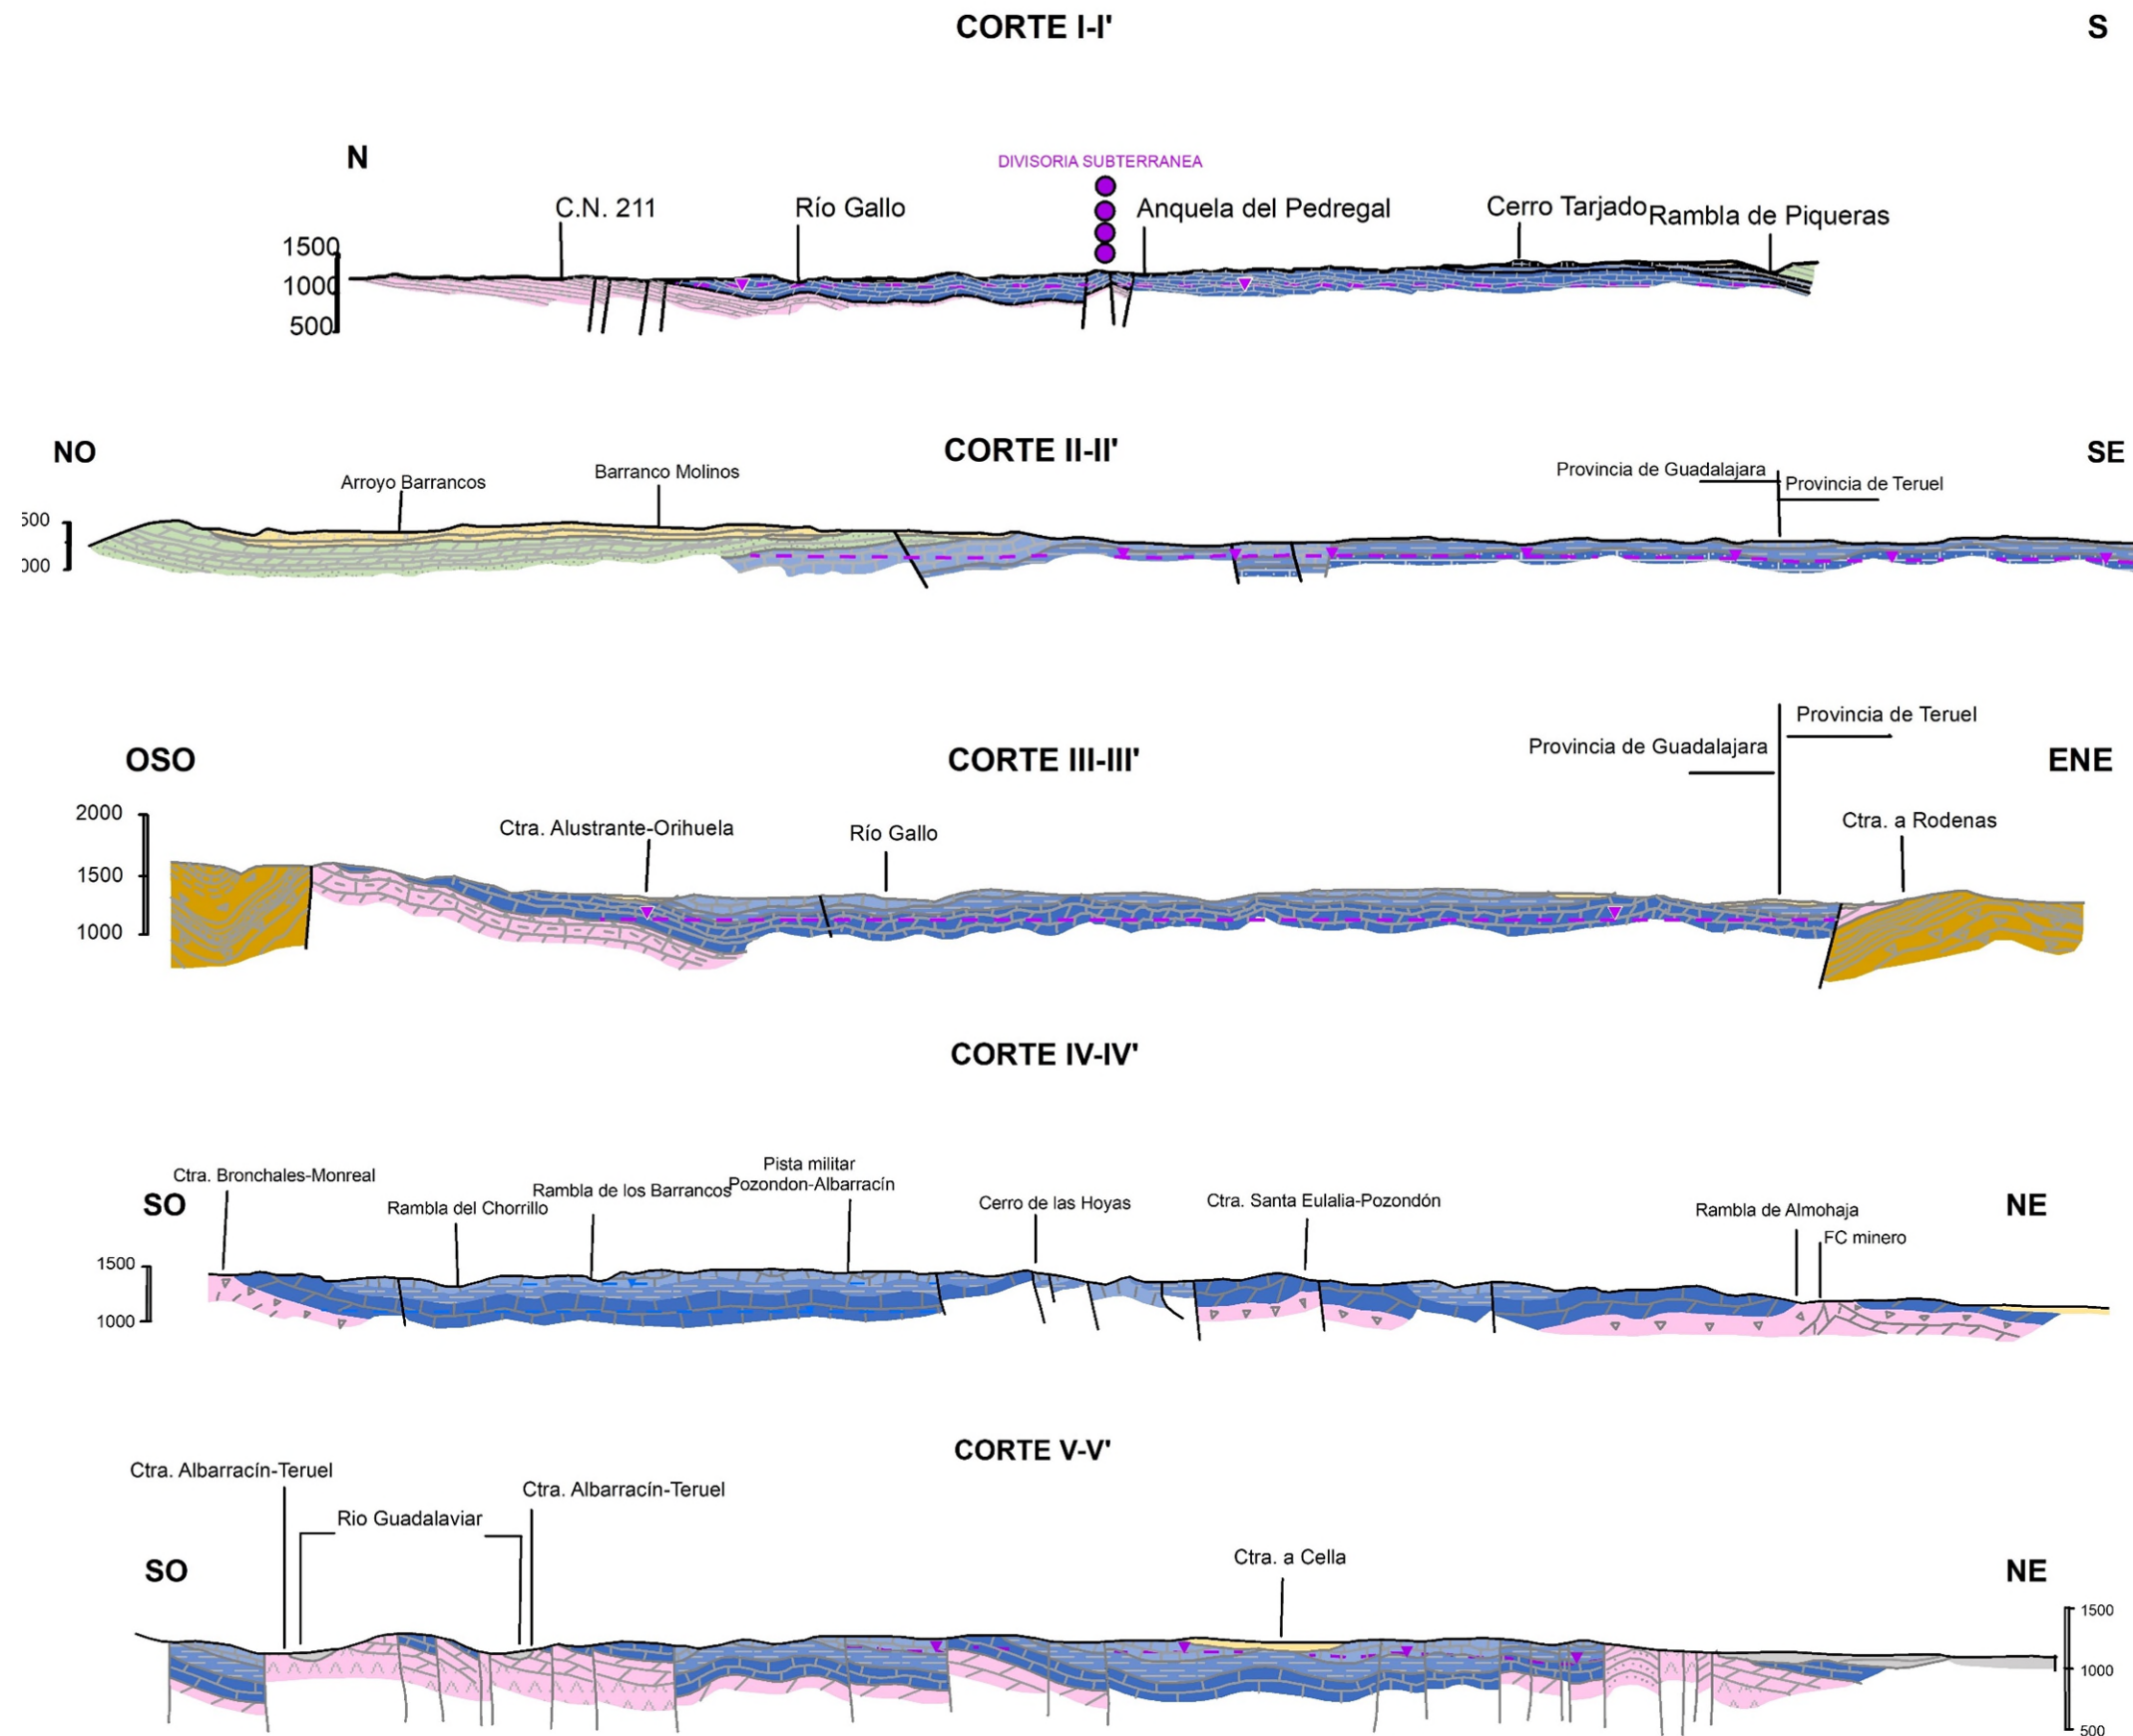 CORTE I-I'
S
N
DIVISORIA SUBTERRANEA
C.N. 211
Río Gallo
Anquela del Pedregal
Cerro Tarjado
Rambla de Piqueras
1500
1000
500
NO
CORTE II-II'
SE
Arroyo Barrancos
Barranco Molinos
Provincia de Guadalajara
Provincia de Teruel
500
000
Provincia de Teruel
Provincia de Guadalajara
OSO
CORTE III-III'
ENE
2000
1500
1000
Ctra. Alustrante-Orihuela
Río Gallo
Ctra. a Rodenas
CORTE IV-IV'
Ctra. Bronchales-Monreal
SO
Rambla del Chorrillo
Rambla de los Barrancos
Pista militar
Pozondon-Albarracín
Cerro de las Hoyas
Ctra. Santa Eulalia-Pozondón
Rambla de Almohaja
FC minero
NE
1500
1000
CORTE V-V'
Ctra. Albarracín-Teruel
Rio Guadalaviar
Ctra. Albarracín-Teruel
SO
Ctra. a Cella
NE
1500
1000
500